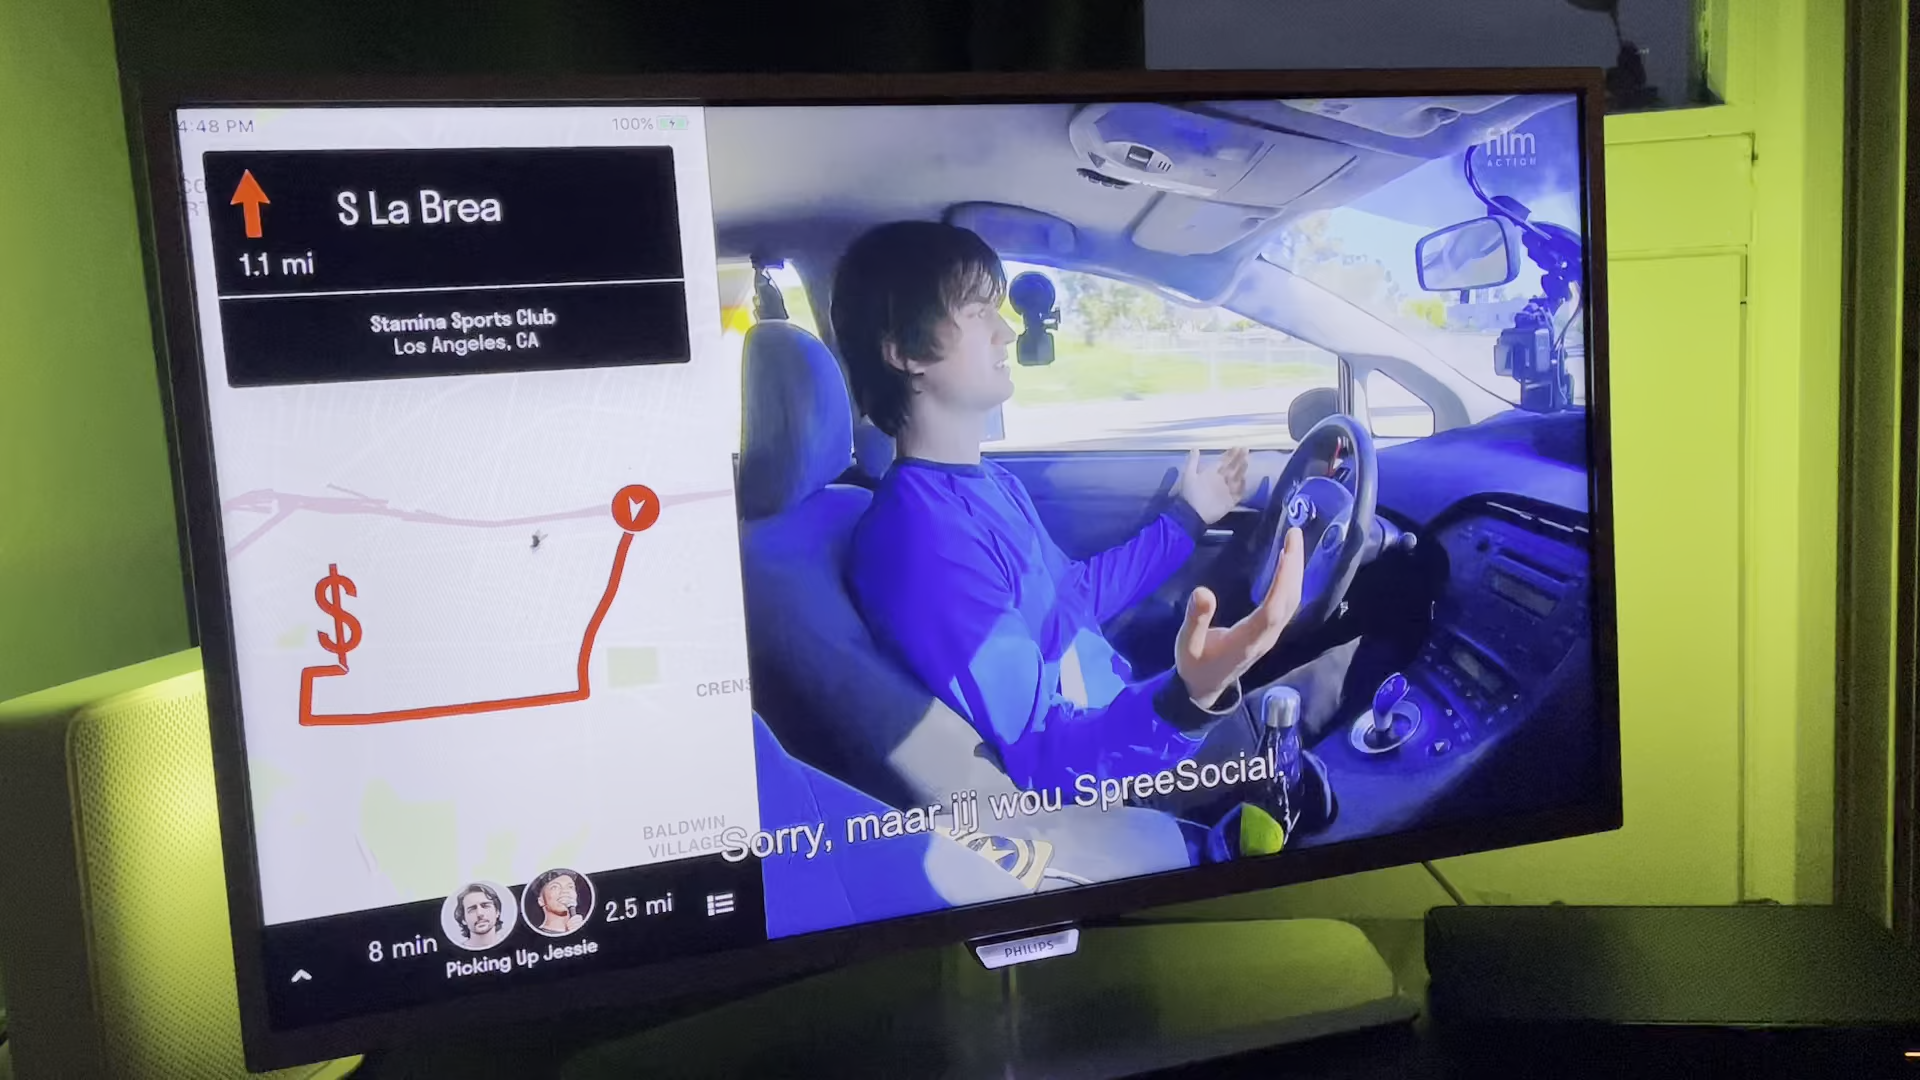 4:48 PM
100%
S La Brea
1.1 mi
Stamina Sports Club
Los Angeles, CA
film
ACTION
BALDWIN
VILLAGE
Sorry, maar jij wou SpreeSocial.
8 min
2.5 mi
Picking Up Jessie
PHILIPS